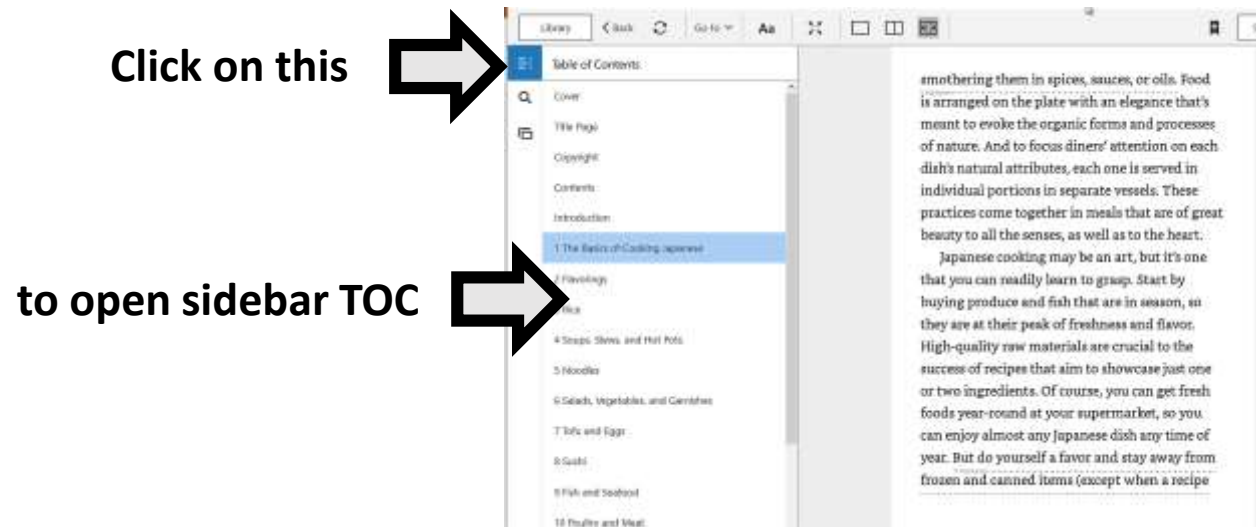 Click on this
to open sidebar TOC
Library
Back
Go to
Aa
Table of Contents
Cover
Title Page
Copyright
Contents
Introduction
1 The Basics of Cooking Japanese
2 Flavorings
Rice
4 Soups, Stews, and Hot Pots
5 Noodles
6 Salads, Vegetables, and Garnishes
7 Tofu and Eggs
8 Sushi
9 Fish and Seafood
10 Poultry and Meat
smothering them in spices, sauces, or oils. Food
is arranged on the plate with an elegance that's
meant to evoke the organic forms and processes
of nature. And to focus diners' attention on each
dish's natural attributes, each one is served in
individual portions in separate vessels. These
practices come together in meals that are of great
beauty to all the senses, as well as to the heart.
Japanese cooking may be an art, but it's one
that you can readily learn to grasp. Start by
buying produce and fish that are in season, so
they are at their peak of freshness and flavor.
High-quality raw materials are crucial to the
success of recipes that aim to showcase just one
or two ingredients. Of course, you can get fresh
foods year-round at your supermarket, so you
can enjoy almost any Japanese dish any time of
year. But do yourself a favor and stay away from
frozen and canned items (except when a recipe